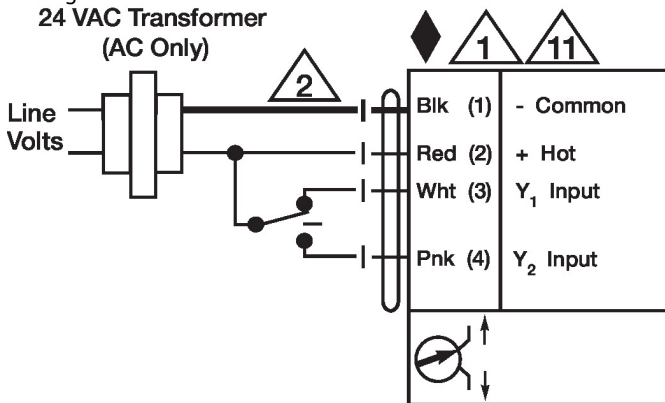 24 VAC Transformer
(AC Only)
1 11
2
Line
Volts
Blk (1) - Common
Red (2) + Hot
Wht (3) Y₁ Input
Pnk (4) Y₂ Input